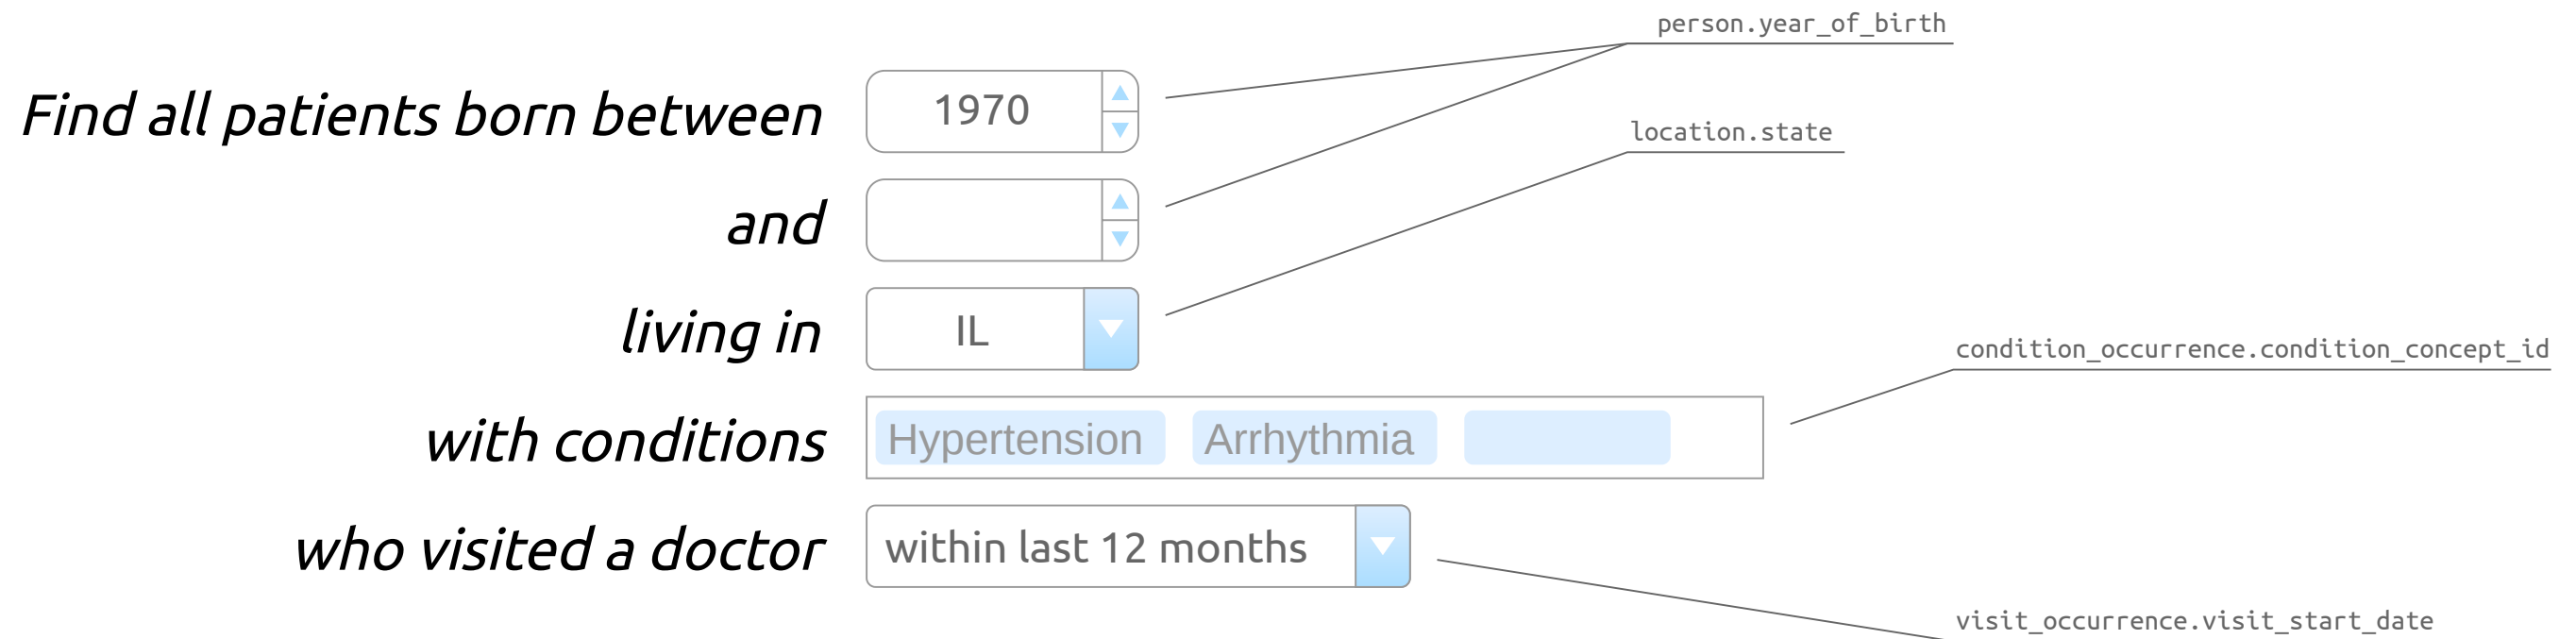 person.year_of_birth
Find all patients born between 1970
location.state
and
living in IL
condition_occurrence.condition_concept_id
with conditions Hypertension Arrhythmia
who visited a doctor within last 12 months
visit_occurrence.visit_start_date